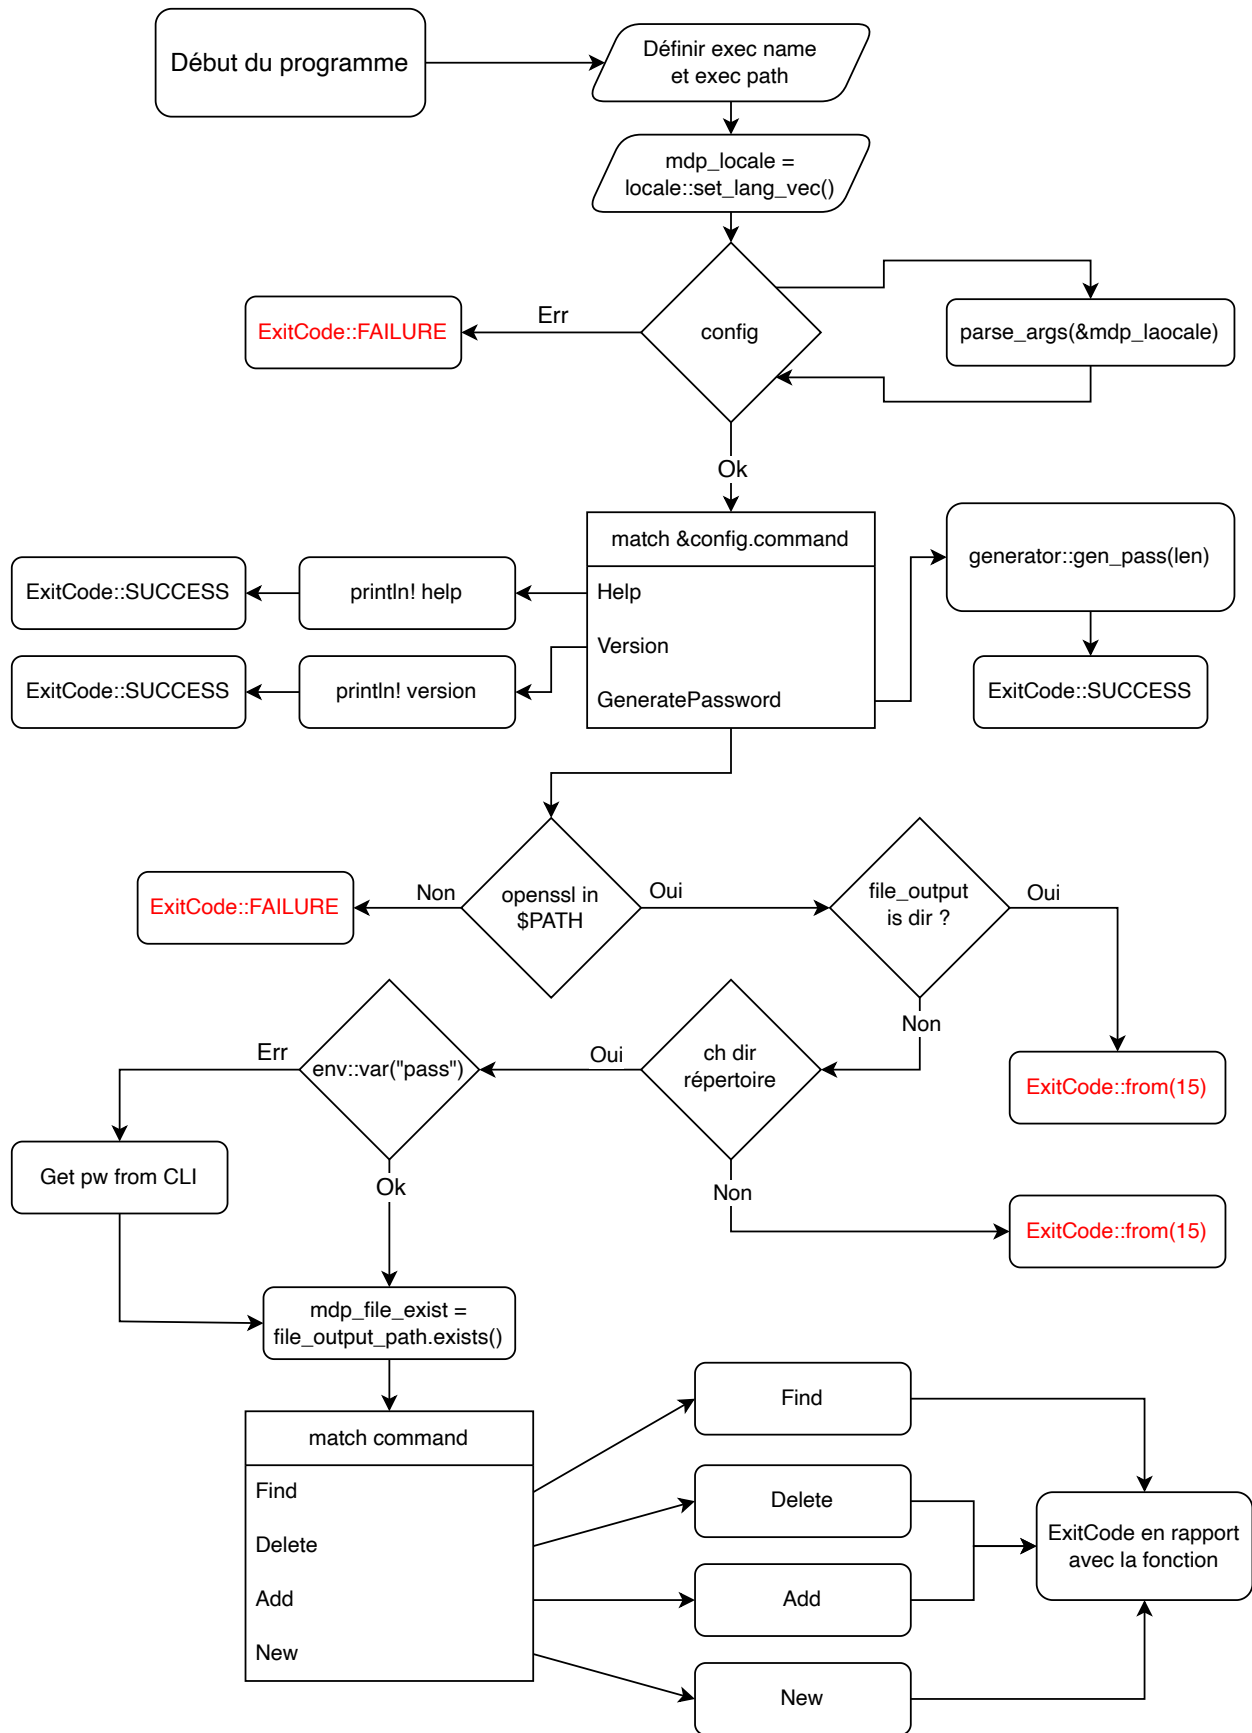 Début du programme
Définir exec name
et exec path
mdp_locale =
locale::set_lang_vec()
ExitCode::FAILURE
Err
config
parse_args(&mdp_laocale)
Ok
match &config.command
generator::gen_pass(len)
ExitCode::SUCCESS
println! help
Help
Version
ExitCode::SUCCESS
println! version
GeneratePassword
ExitCode::SUCCESS
ExitCode::FAILURE
Non
openssl in
$PATH
Oui
file_output
is dir ?
Oui
Non
Err
env::var("pass")
Oui
ch dir
répertoire
ExitCode::from(15)
Get pw from CLI
Ok
Non
ExitCode::from(15)
mdp_file_exist =
file_output_path.exists()
match command
Find
Delete
Add
New
Find
Delete
Add
New
ExitCode en rapport
avec la fonction